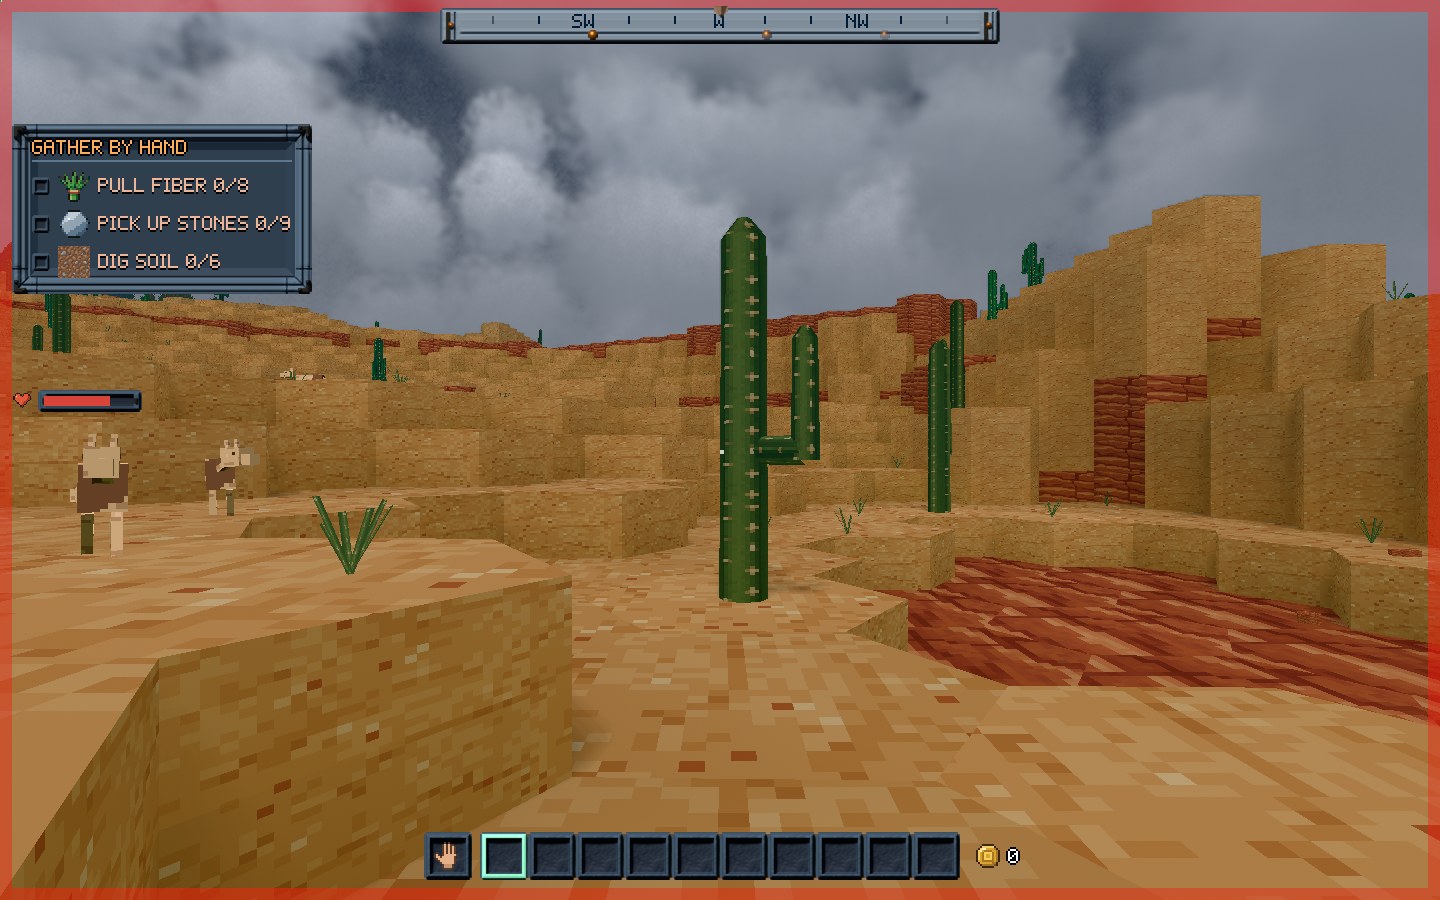 SW W NW
GATHER BY HAND
PULL FIBER 0/8
PICK UP STONES 0/9
DIG SOIL 0/6
0